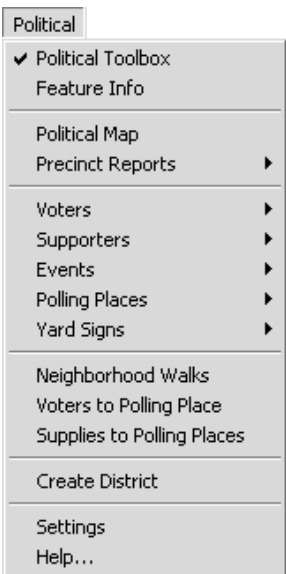 Political
Political Toolbox
Feature Info
Political Map
Precinct Reports
Voters
Supporters
Events
Polling Places
Yard Signs
Neighborhood Walks
Voters to Polling Place
Supplies to Polling Places
Create District
Settings
Help...